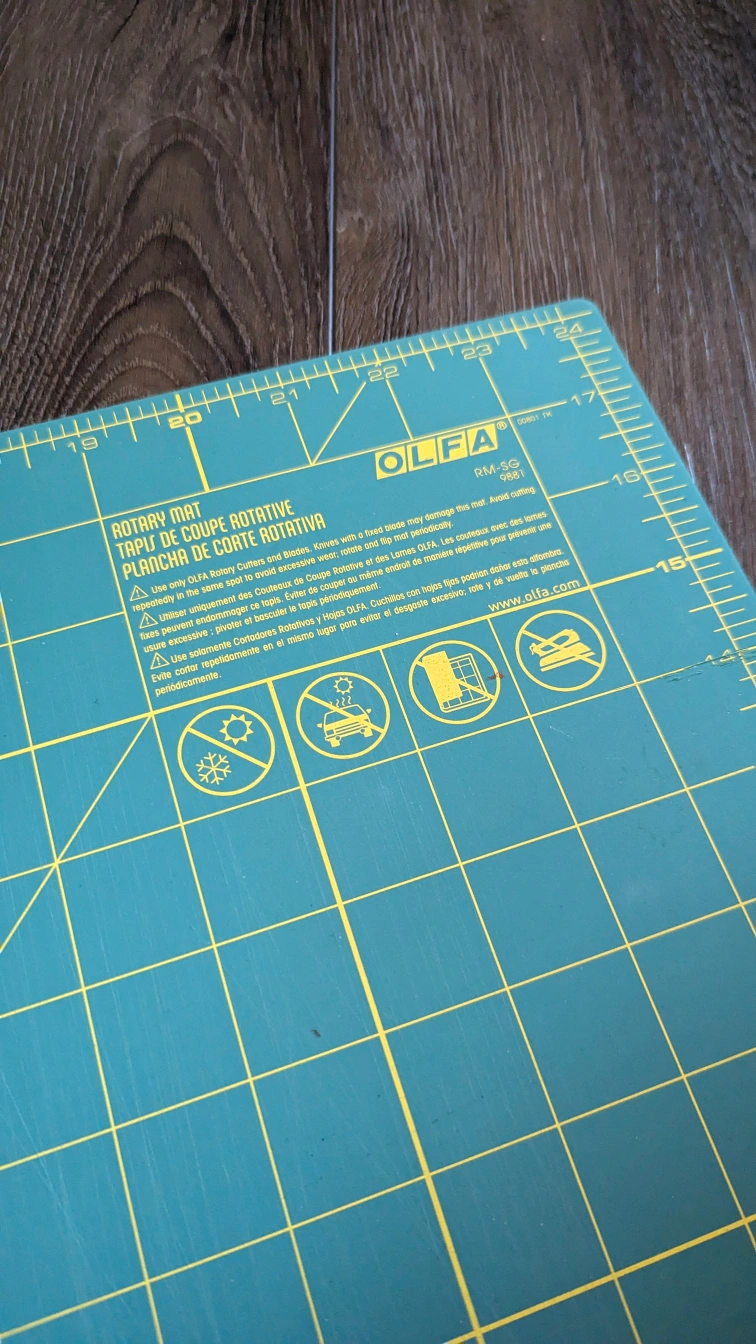 19
20
21
22
23
24
17
16
15
OLFA®
00801 TK
RM-SG
9881
ROTARY MAT
TAPIS DE COUPE ROTATIVE
PLANCHA DE CORTE ROTATIVA
Use only OLFA Rotary Cutters and Blades. Knives with a fixed blade may damage this mat. Avoid cutting
repeatedly in the same spot to avoid excessive wear; rotate and flip mat periodically.
Utiliser uniquement des Couteaux de Coupe Rotative et des Lames OLFA. Les couteaux avec des lames
fixes peuvent endommager ce tapis. Éviter de couper au même endroit de manière répétitive pour prévenir une
usure excessive ; pivoter et basculer le tapis périodiquement.
Use solamente Cortadores Rotativos y Hojas OLFA. Cuchillos con hojas fijas podrían dañar esta alfombra.
Evite cortar repetidamente en el mismo lugar para evitar el desgaste excesivo; rote y dé vuelta la plancha
periódicamente.
www.olfa.com